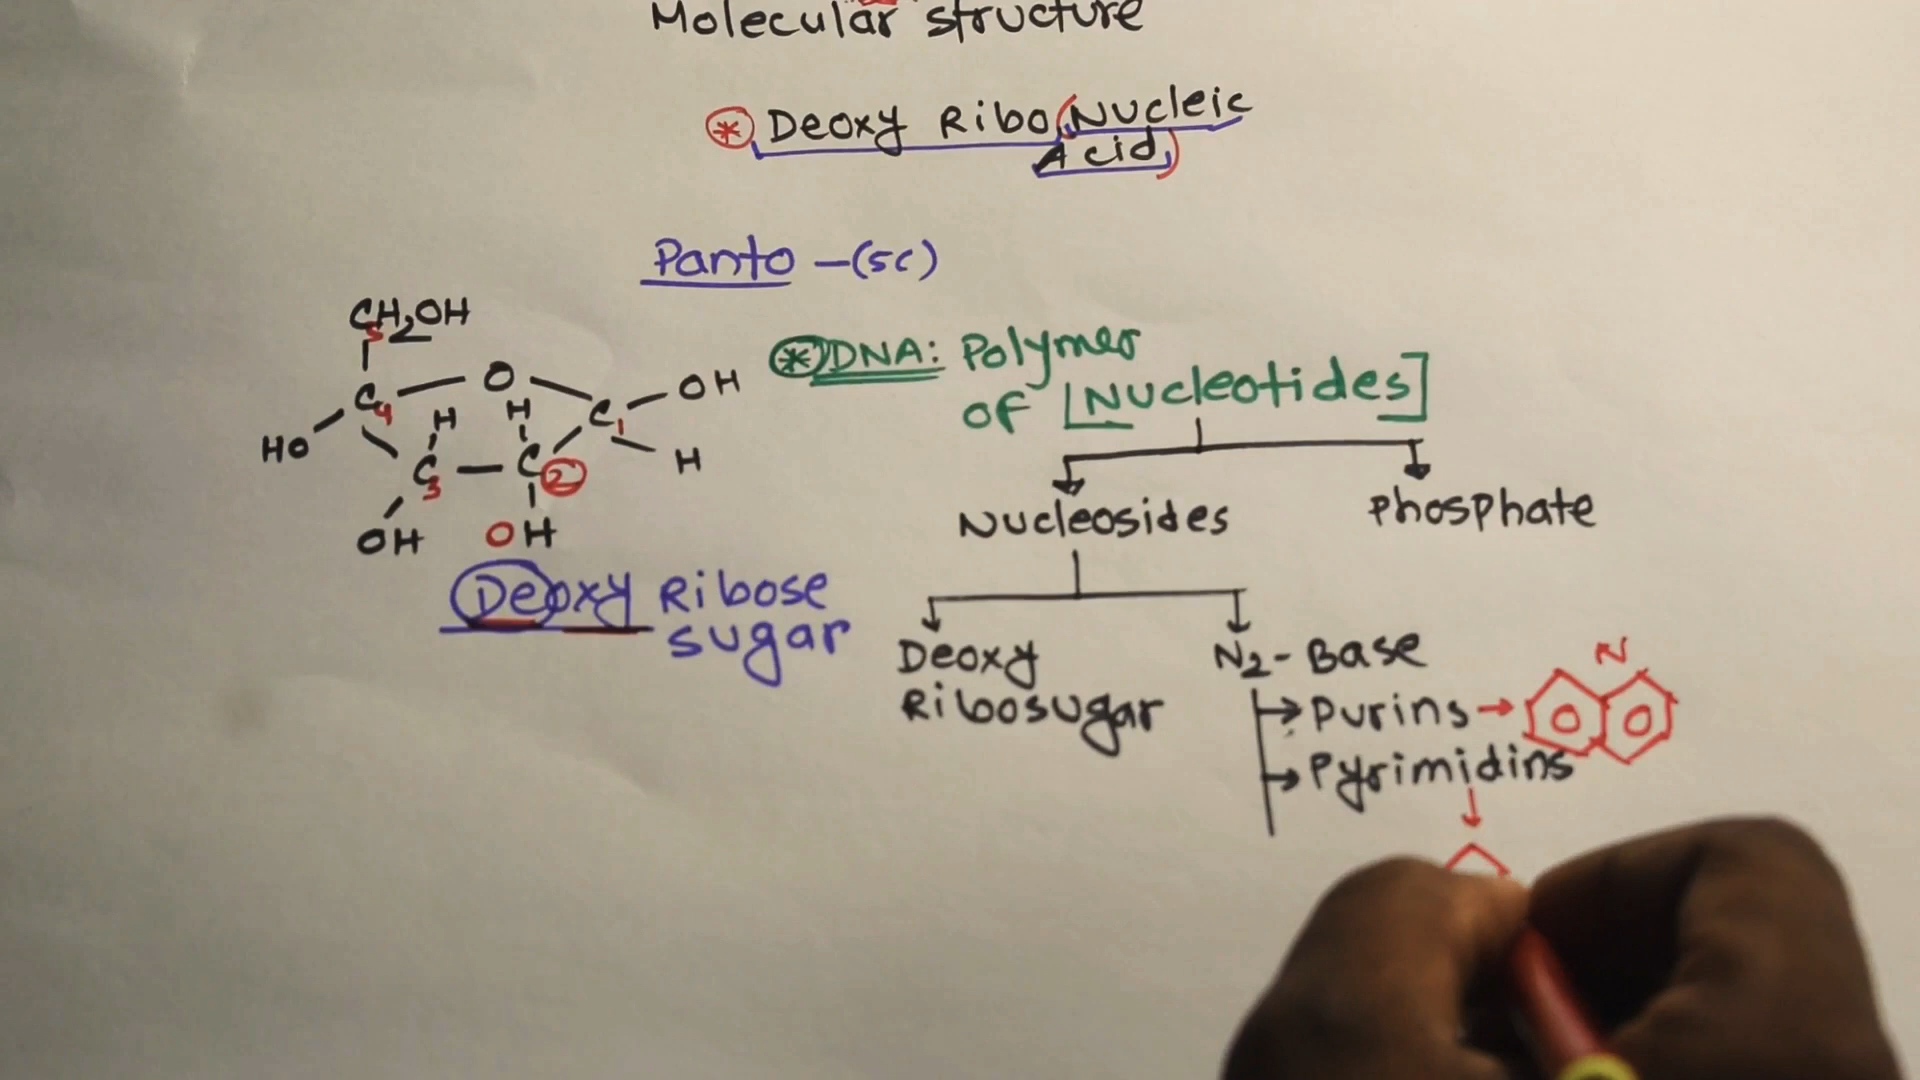 Molecular structure
* Deoxy Ribo (Nucleic
Acid)
Panto - (5C)
CH2OH
5
* DNA: Polymer
of [Nucleotides]
O
OH
C4
H
H
C1
HO
H
C3
C2
OH
OH
Nucleosides
Phosphate
Deoxy Ribose
sugar
Deoxy
Ribosugar
N2- Base
N
Purins
Pyrimidins